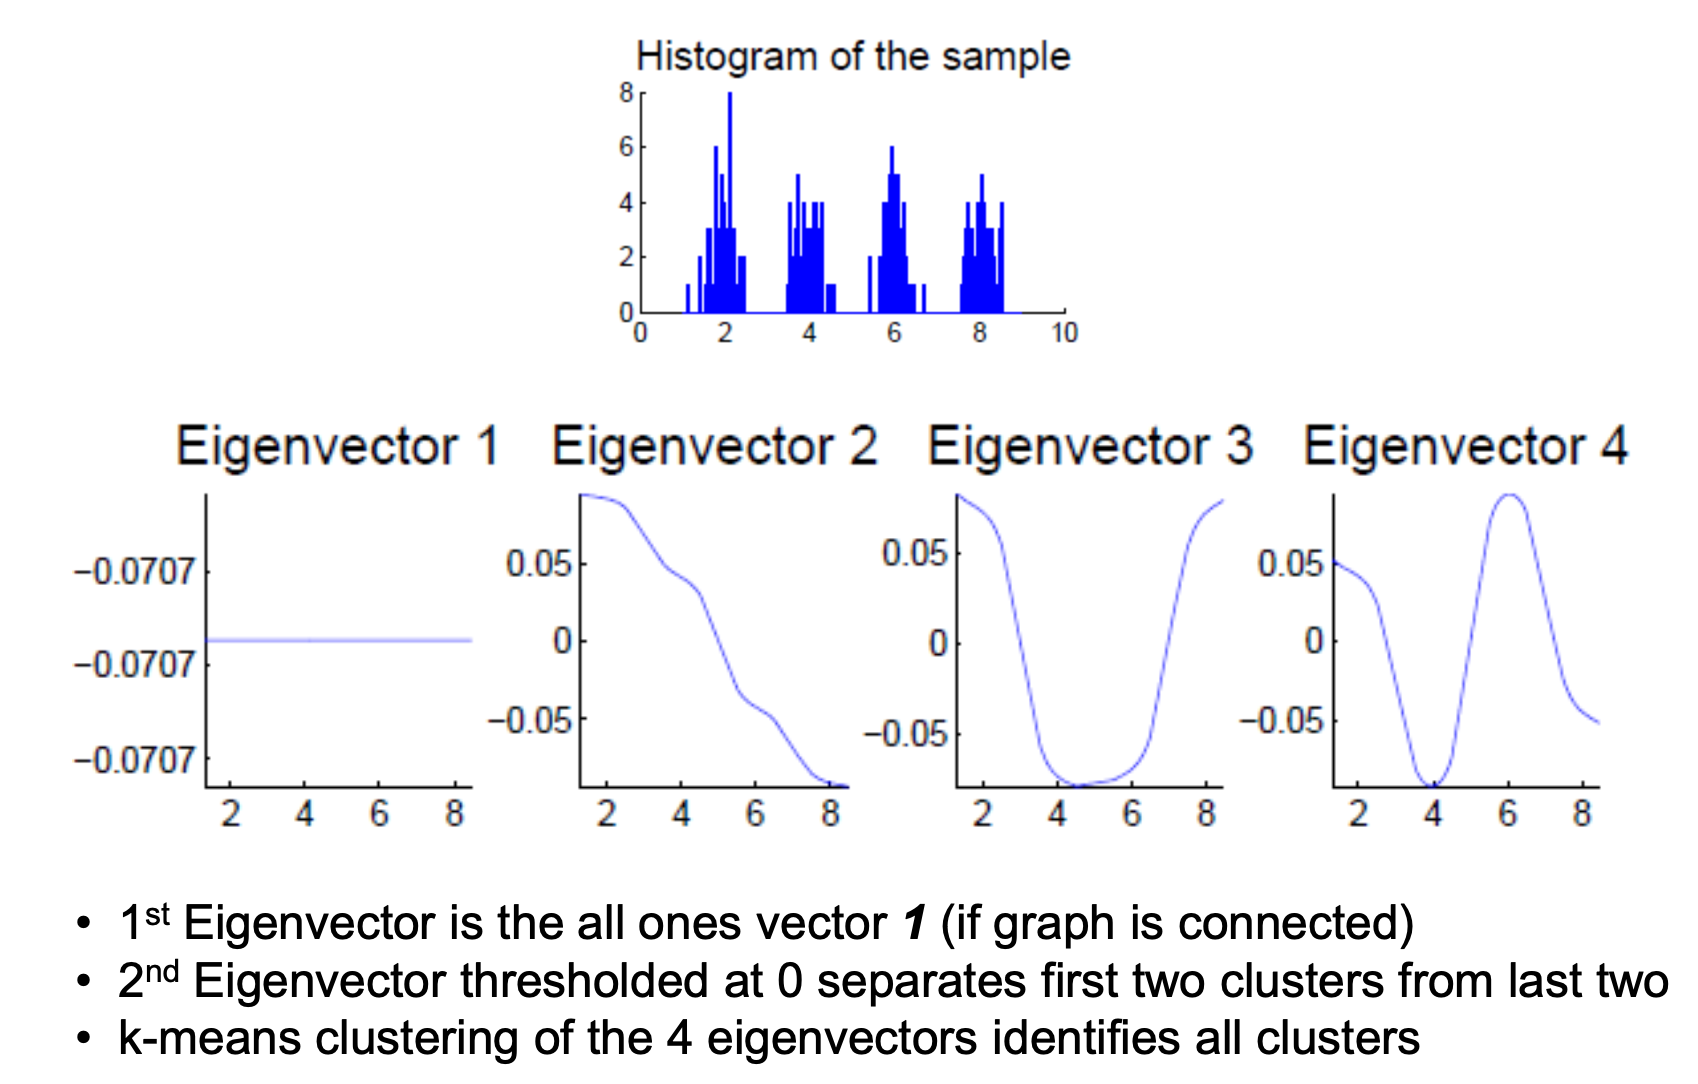 Histogram of the sample
8
6
4
2
0
0 2 4 6 8 10
Eigenvector 1 Eigenvector 2 Eigenvector 3 Eigenvector 4
−0.0707
−0.0707
−0.0707
2 4 6 8
0.05
0
−0.05
2 4 6 8
0.05
0
−0.05
2 4 6 8
0.05
0
−0.05
2 4 6 8
• 1st Eigenvector is the all ones vector 1 (if graph is connected)
• 2nd Eigenvector thresholded at 0 separates first two clusters from last two
• k-means clustering of the 4 eigenvectors identifies all clusters